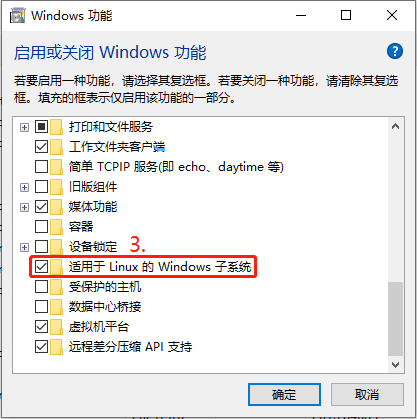 Windows 功能
启用或关闭 Windows 功能
若要启用一种功能，请选择其复选框。若要关闭一种功能，请清除其复选
框。填充的框表示仅启用该功能的一部分。
打印和文件服务
工作文件夹客户端
简单 TCPIP 服务(即 echo、daytime 等)
旧版组件
媒体功能
容器
设备锁定 3.
适用于 Linux 的 Windows 子系统
受保护的主机
数据中心桥接
虚拟机平台
远程差分压缩 API 支持
确定 取消